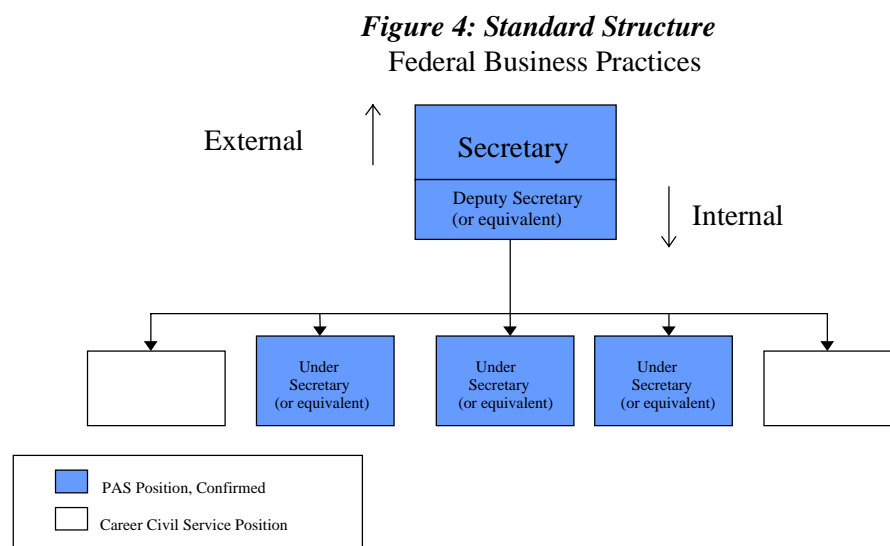 Figure 4: Standard Structure
Federal Business Practices
External
Secretary
Deputy Secretary
(or equivalent)
Internal
Under
Secretary
(or equivalent)
Under
Secretary
(or equivalent)
Under
Secretary
(or equivalent)
PAS Position, Confirmed
Career Civil Service Position